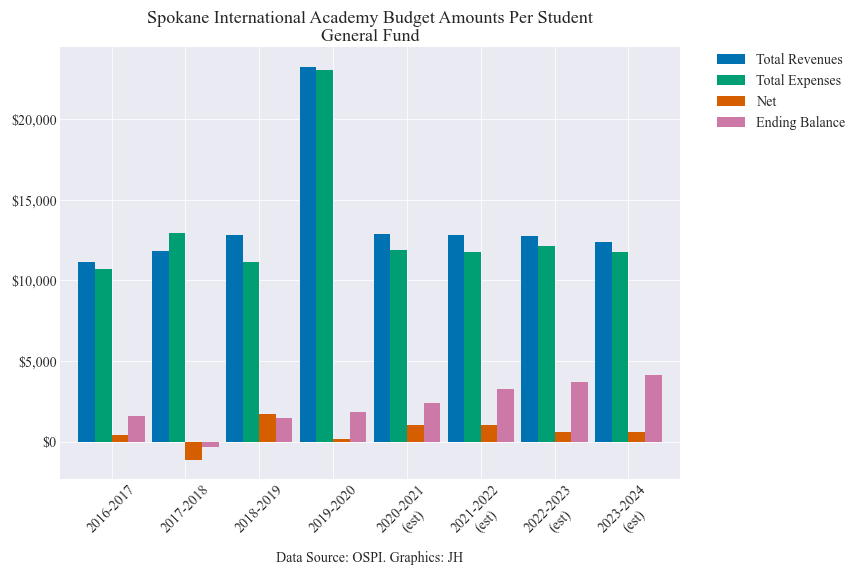 Spokane International Academy Budget Amounts Per Student
General Fund
Total Revenues
Total Expenses
Net
Ending Balance
$20,000
$15,000
$10,000
$5,000
$0
2016-2017
2017-2018
2018-2019
2019-2020
2020-2021
(est)
2021-2022
(est)
2022-2023
(est)
2023-2024
(est)
Data Source: OSPI. Graphics: JH